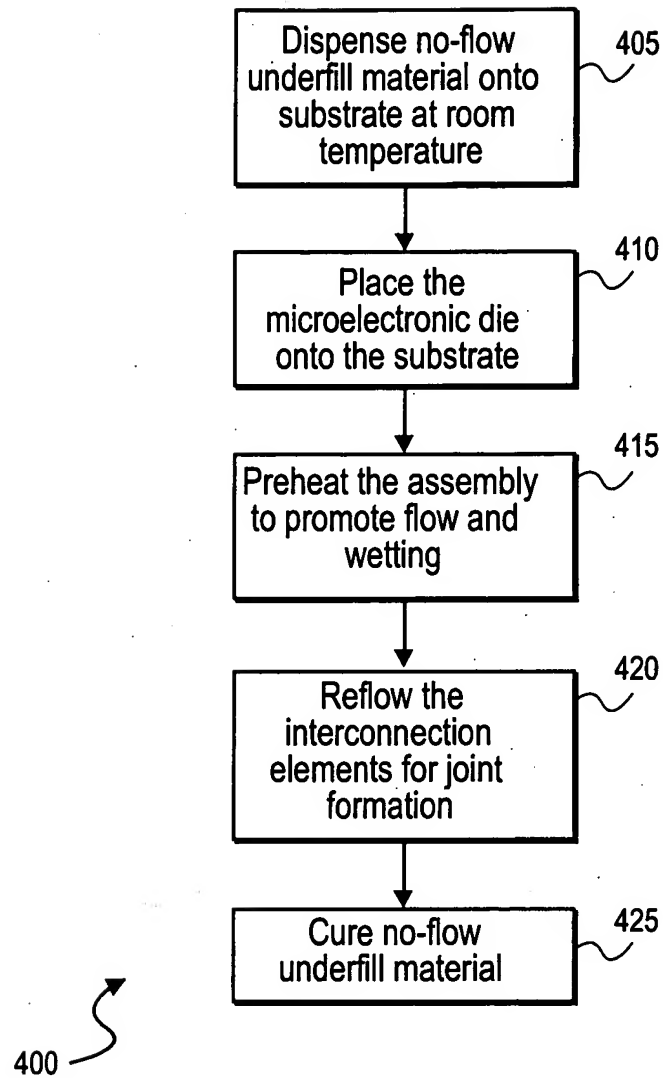 Dispense no-flow
underfill material onto
substrate at room
temperature
405
Place the
microelectronic die
onto the substrate
410
Preheat the assembly
to promote flow and
wetting
415
Reflow the
interconnection
elements for joint
formation
420
Cure no-flow
underfill material
425
400